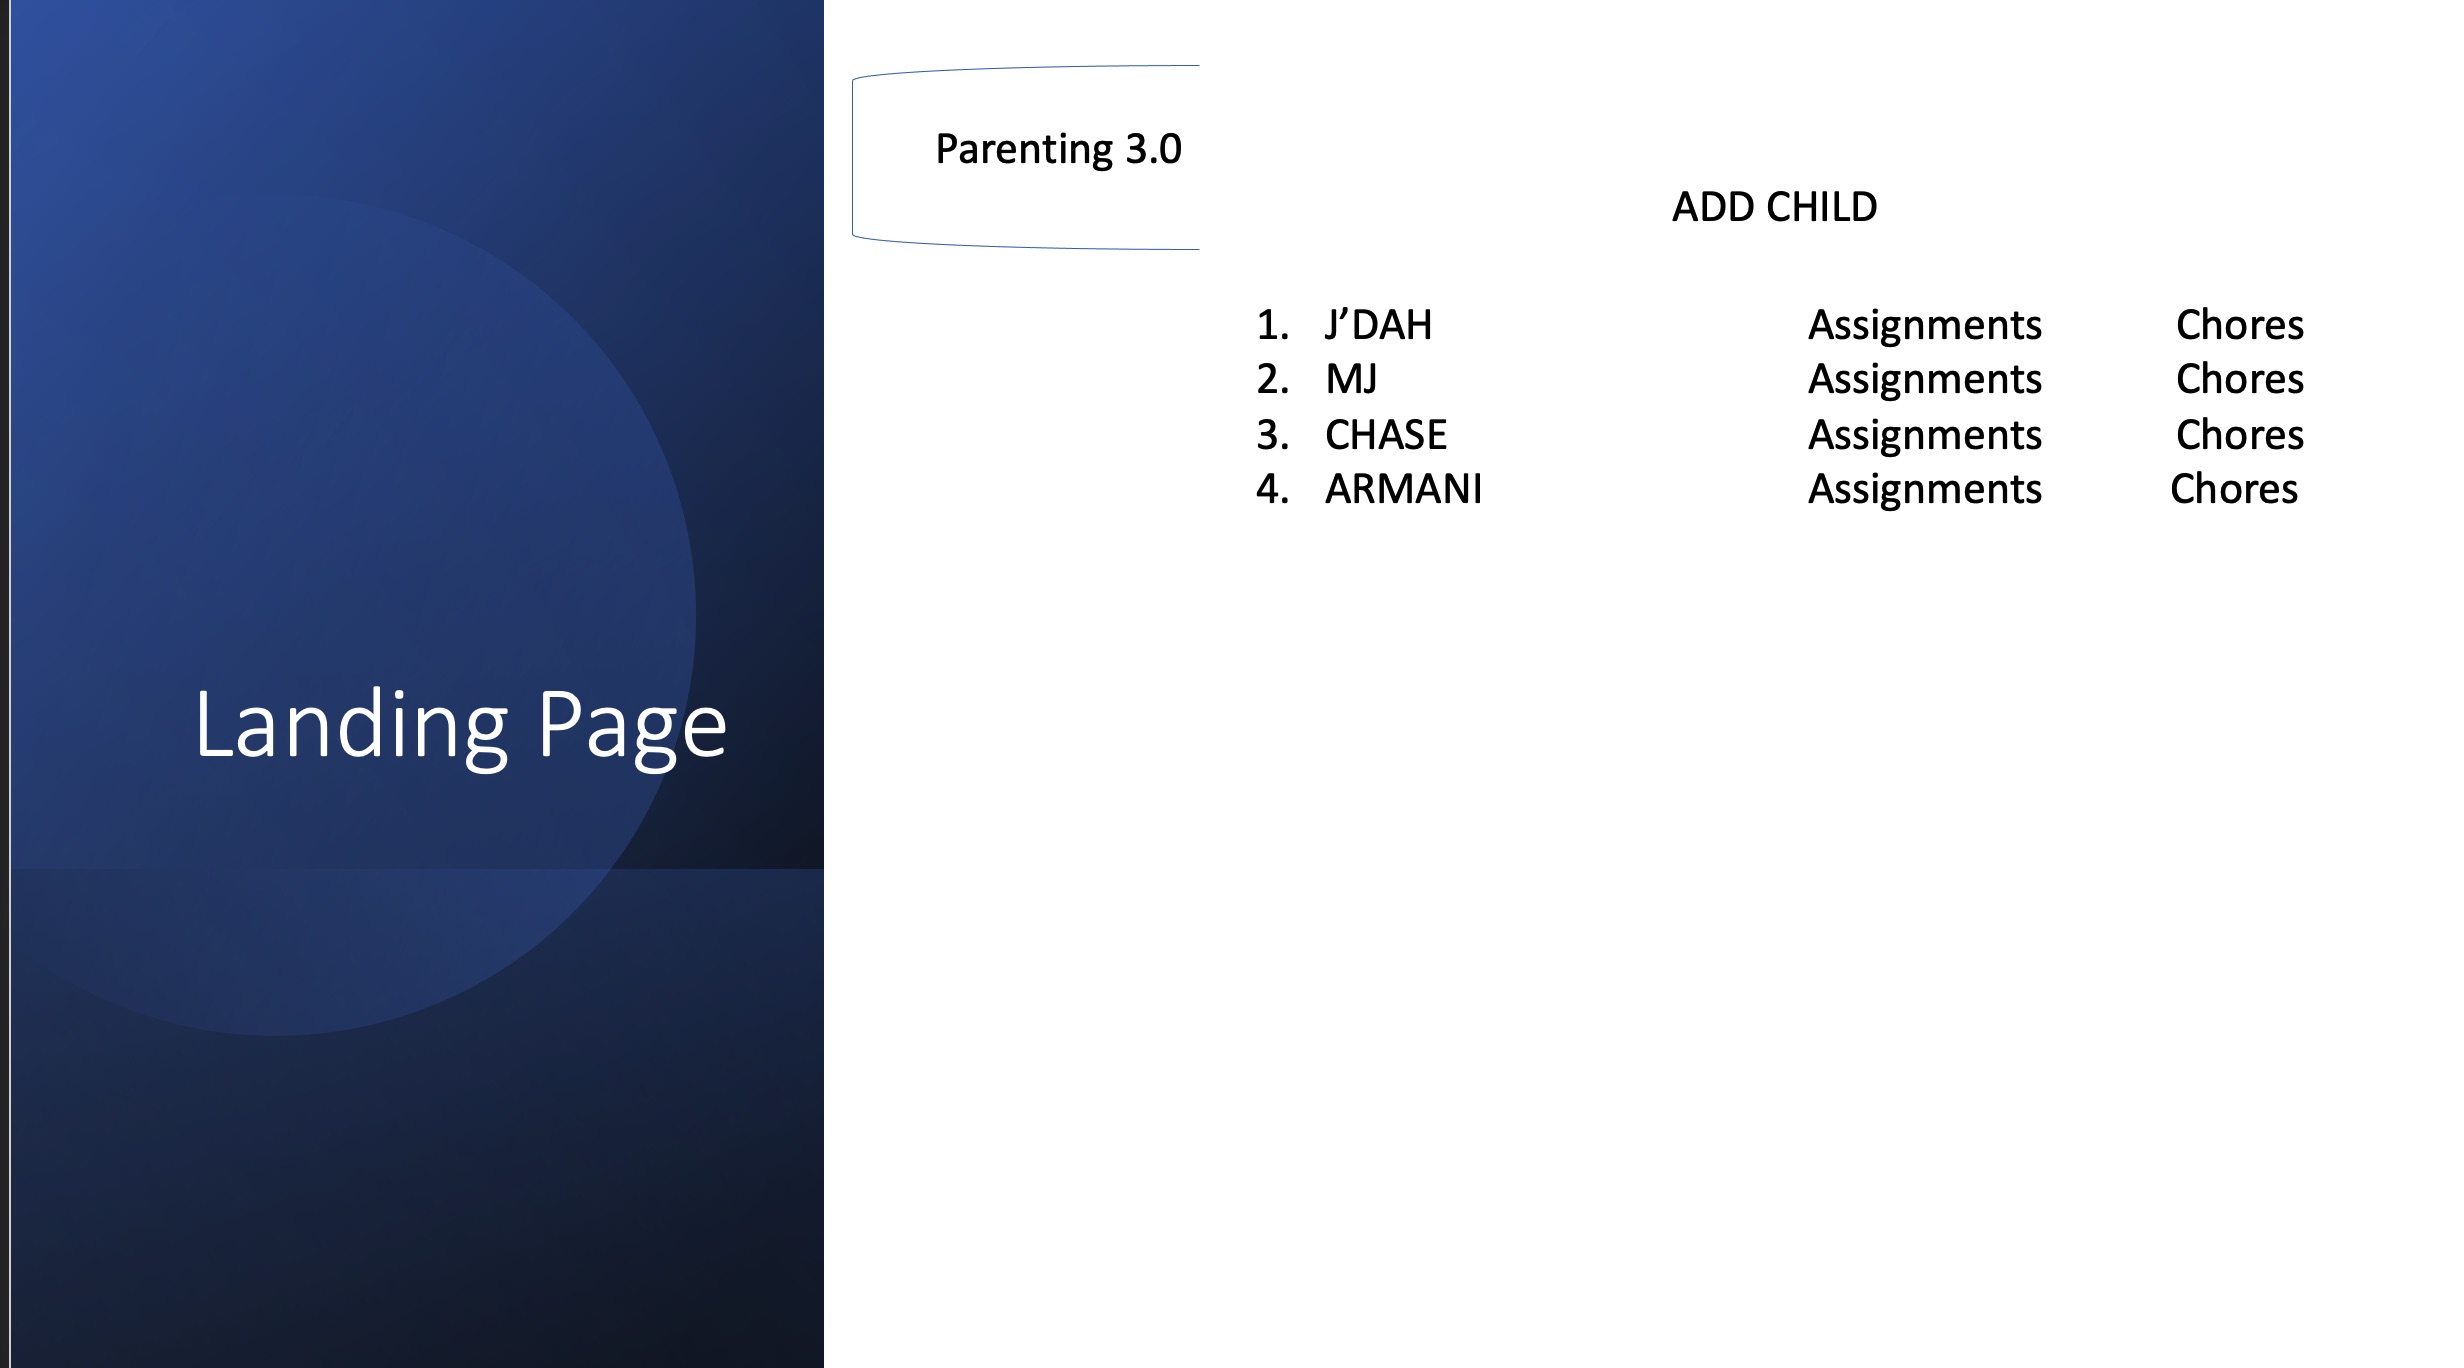 Landing Page
Parenting 3.0
ADD CHILD
1. J’DAH Assignments Chores
2. MJ Assignments Chores
3. CHASE Assignments Chores
4. ARMANI Assignments Chores